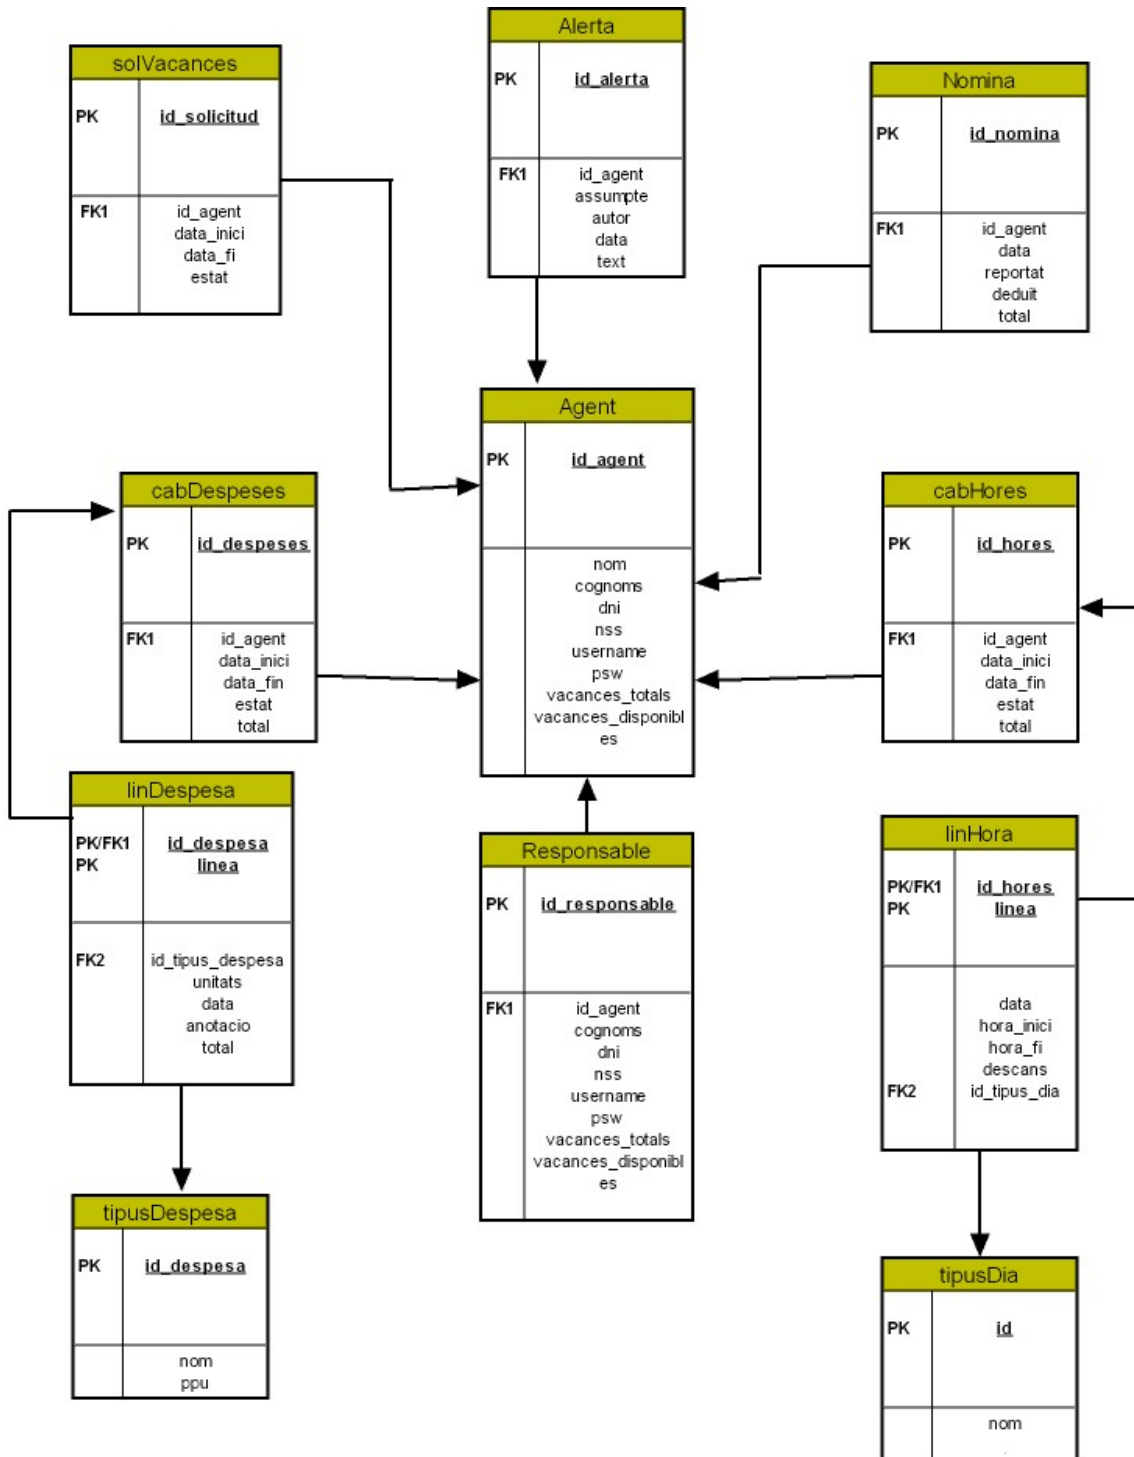 Alerta
PK id_alerta
FK1 id_agent
assumpte
autor
data
text
solVacances
PK id_solicitud
FK1 id_agent
data_inici
data_fi
estat
Nomina
PK id_nomina
FK1 id_agent
data
reportat
deduit
total
Agent
PK id_agent
nom
cognoms
dni
nss
username
psw
vacances_totals
vacances_disponibl
es
cabDespeses
PK id_despeses
FK1 id_agent
data_inici
data_fin
estat
total
cabHores
PK id_hores
FK1 id_agent
data_inici
data_fin
estat
total
linDespesa
PK/FK1 id_despesa
PK linea
FK2 id_tipus_despesa
unitats
data
anotacio
total
Responsable
PK id_responsable
FK1 id_agent
cognoms
dni
nss
username
psw
vacances_totals
vacances_disponibl
es
linHora
PK/FK1 id_hores
PK linea
data
hora_inici
hora_fi
descans
FK2 id_tipus_dia
tipusDespesa
PK id_despesa
nom
ppu
tipusDia
PK id
nom